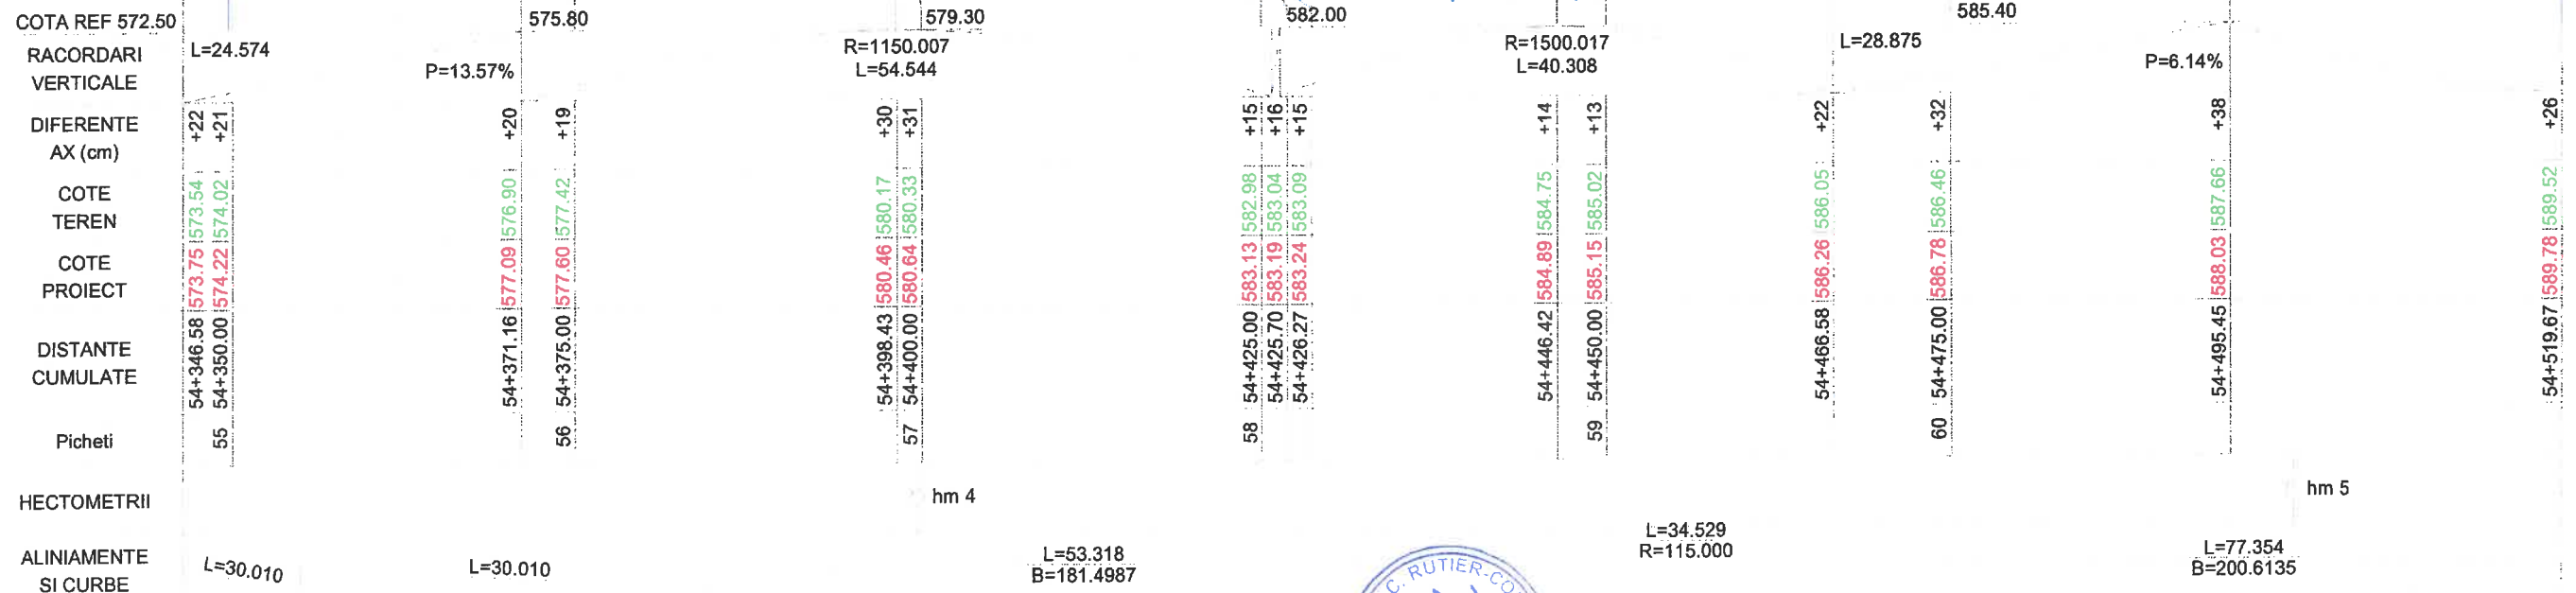 COTA REF 572.50 575.80 579.30 582.00 585.40
RACORDARI VERTICALE
L=24.574
P=13.57%
R=1150.007
L=54.544
R=1500.017
L=40.308
L=28.875
P=6.14%
DIFERENTE AX (cm)
+22 +21 +20 +19 +30 +31 +15 +16 +15 +14 +13 +22 +32 +38 +26
COTE TEREN
573.54 574.02 576.90 577.42 580.17 580.33 582.98 583.04 583.09 584.75 585.02 586.05 586.46 587.66 589.52
COTE PROIECT
573.75 574.22 577.09 577.60 580.46 580.64 583.13 583.19 583.24 584.89 585.15 586.26 586.78 588.03 589.78
DISTANTE CUMULATE
54+346.58 54+350.00 54+371.16 54+375.00 54+398.43 54+400.00 54+425.00 54+425.70 54+426.27 54+446.42 54+450.00 54+466.58 54+475.00 54+495.45 54+519.67
Picheti
55 56 57 58 59 60
HECTOMETRII
hm 4 hm 5
ALINIAMENTE SI CURBE
L=30.010
L=30.010
L=53.318
B=181.4987
L=34.529
R=115.000
L=77.354
B=200.6135
C. RUTIER-CO